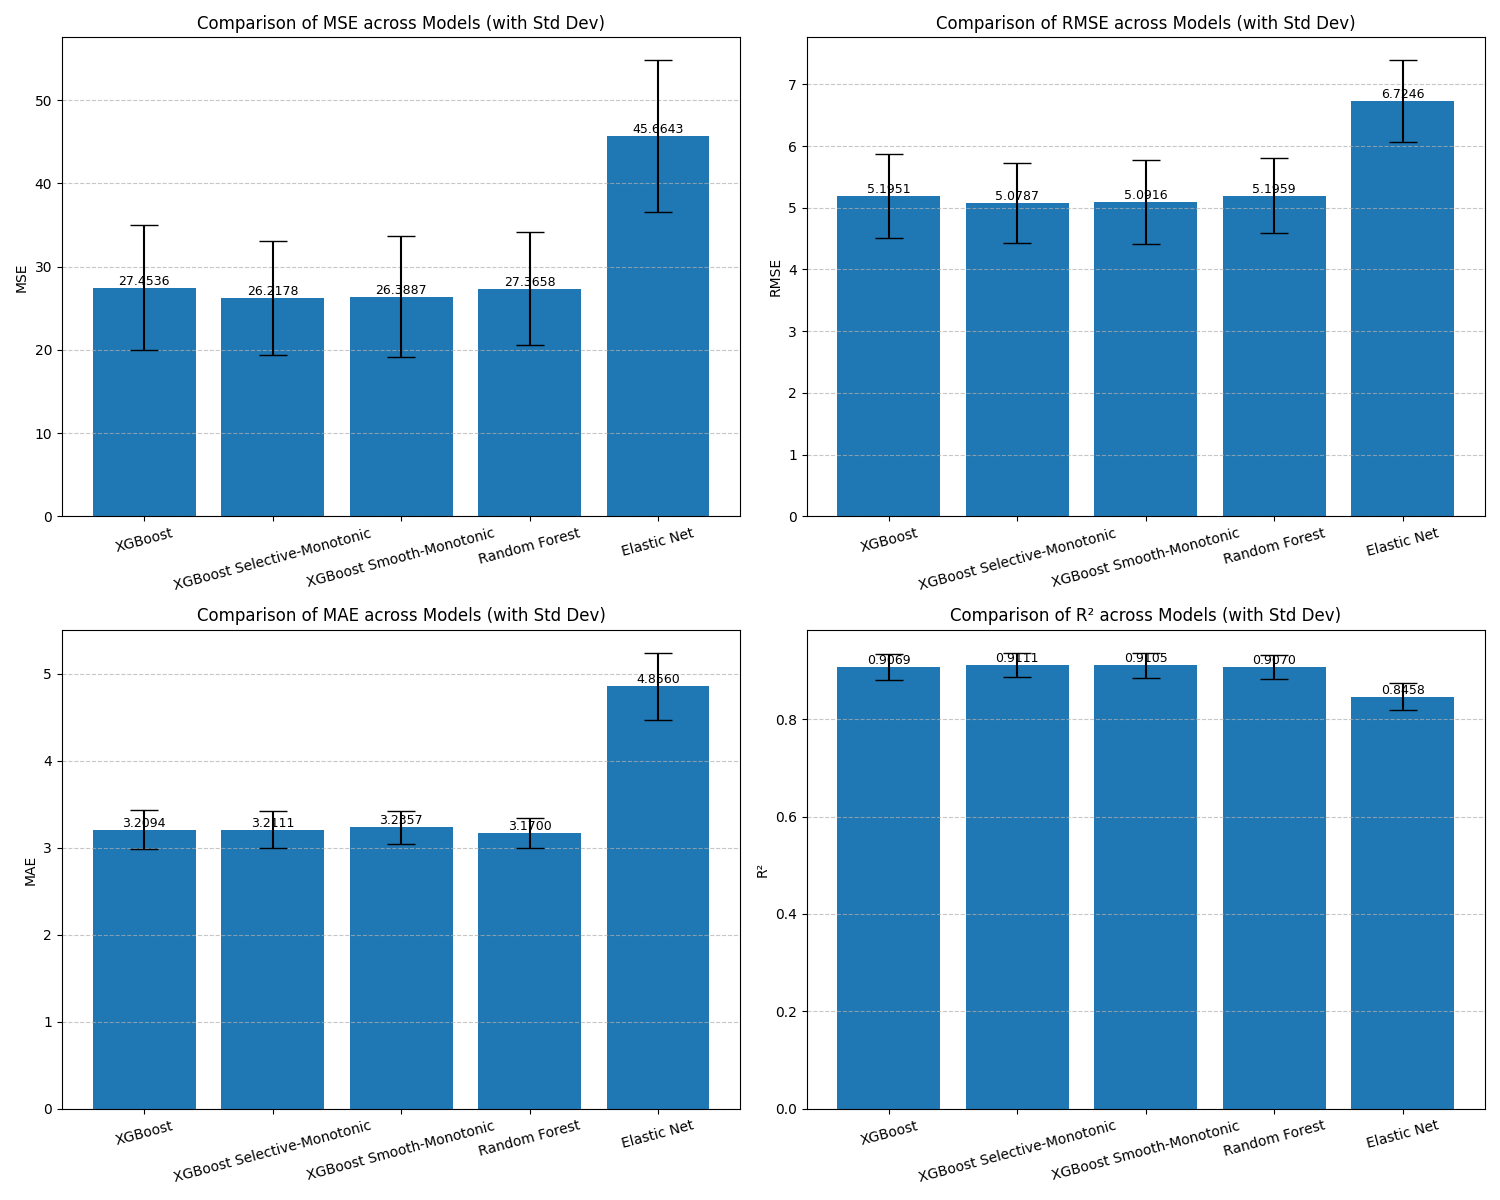 Comparison of MSE across Models (with Std Dev)
MSE
50
40
30
20
10
0
27.4536
26.2178
26.3887
27.3658
45.6643
XGBoost
XGBoost Selective-Monotonic
XGBoost Smooth-Monotonic
Random Forest
Elastic Net
Comparison of RMSE across Models (with Std Dev)
RMSE
7
6
5
4
3
2
1
0
5.1951
5.0787
5.0916
5.1959
6.7246
XGBoost
XGBoost Selective-Monotonic
XGBoost Smooth-Monotonic
Random Forest
Elastic Net
Comparison of MAE across Models (with Std Dev)
MAE
5
4
3
2
1
0
3.2094
3.2111
3.2357
3.1700
4.8560
XGBoost
XGBoost Selective-Monotonic
XGBoost Smooth-Monotonic
Random Forest
Elastic Net
Comparison of R² across Models (with Std Dev)
R²
0.8
0.6
0.4
0.2
0.0
0.9069
0.9111
0.9105
0.9070
0.8458
XGBoost
XGBoost Selective-Monotonic
XGBoost Smooth-Monotonic
Random Forest
Elastic Net